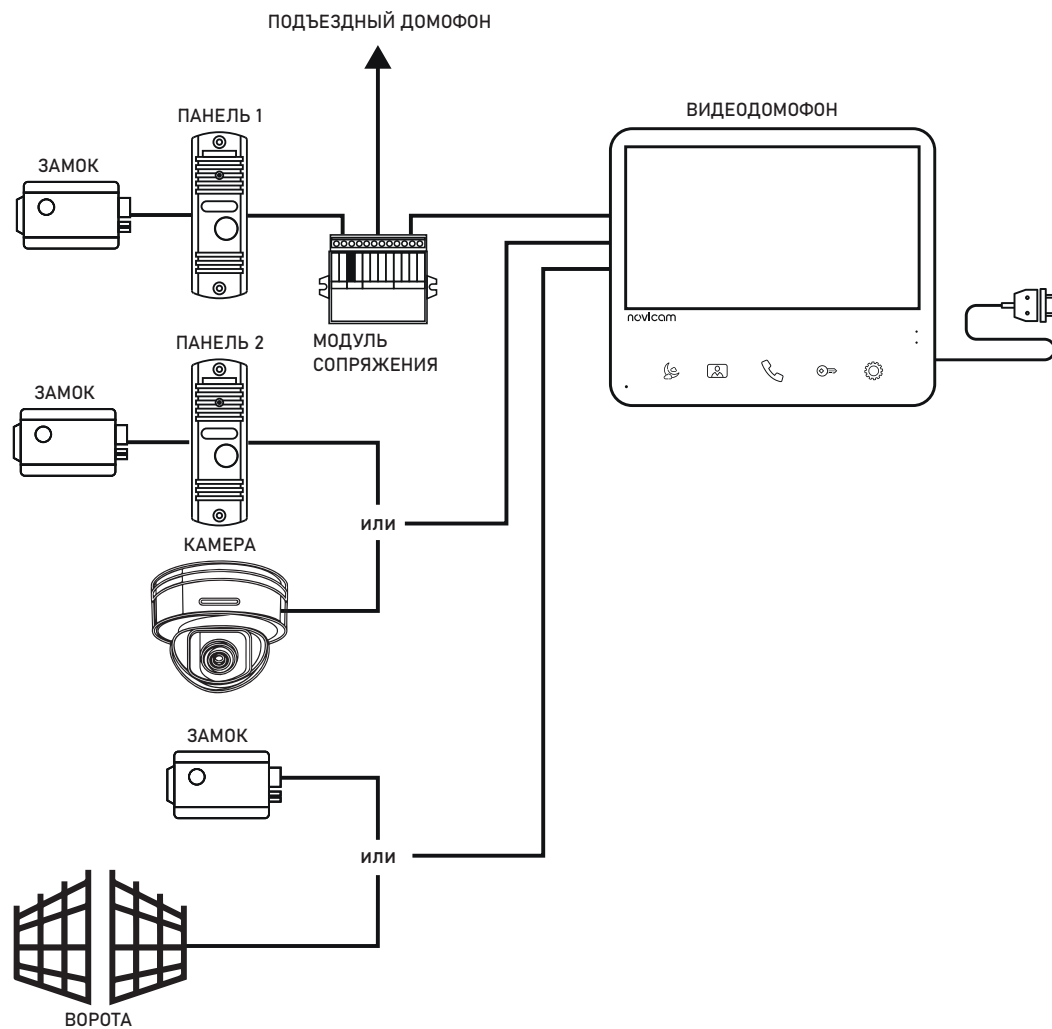 ПОДЪЕЗДНЫЙ ДОМОФОН
ПАНЕЛЬ 1
ВИДЕОДОМОФОН
ЗАМОК
novicam
МОДУЛЬ
СОПРЯЖЕНИЯ
ПАНЕЛЬ 2
ЗАМОК
ИЛИ
КАМЕРА
ЗАМОК
ИЛИ
ВОРОТА